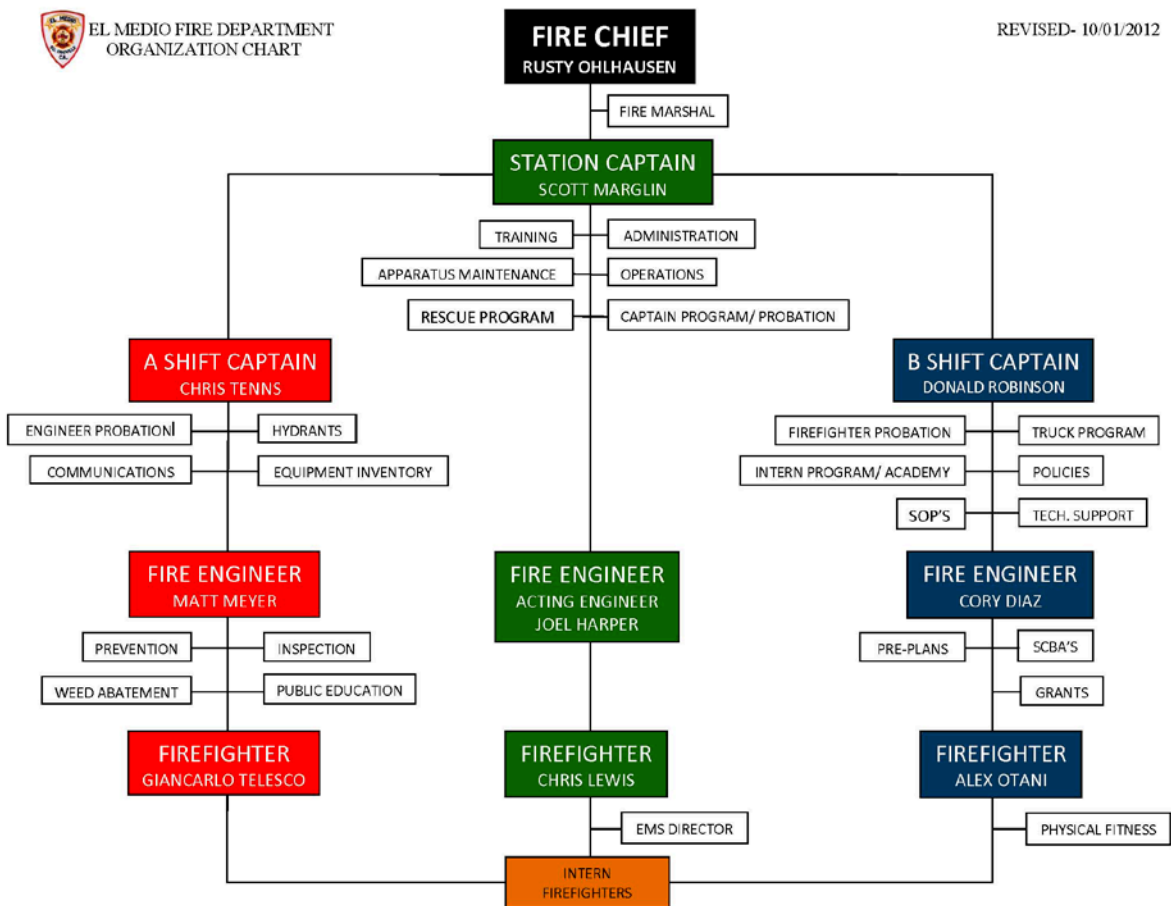 EL MEDIO FIRE DEPARTMENT
ORGANIZATION CHART
REVISED- 10/01/2012
EL MEDIO
FIRE CHIEF
RUSTY OHLHAUSEN
FIRE MARSHAL
STATION CAPTAIN
SCOTT MARGLIN
TRAINING
ADMINISTRATION
APPARATUS MAINTENANCE
OPERATIONS
RESCUE PROGRAM
CAPTAIN PROGRAM/ PROBATION
A SHIFT CAPTAIN
CHRIS TENNS
B SHIFT CAPTAIN
DONALD ROBINSON
ENGINEER PROBATION
HYDRANTS
FIREFIGHTER PROBATION
TRUCK PROGRAM
COMMUNICATIONS
EQUIPMENT INVENTORY
INTERN PROGRAM/ ACADEMY
POLICIES
SOP'S
TECH. SUPPORT
FIRE ENGINEER
MATT MEYER
FIRE ENGINEER
ACTING ENGINEER
JOEL HARPER
FIRE ENGINEER
CORY DIAZ
PREVENTION
INSPECTION
PRE-PLANS
SCBA'S
WEED ABATEMENT
PUBLIC EDUCATION
GRANTS
FIREFIGHTER
GIANCARLO TELESCO
FIREFIGHTER
CHRIS LEWIS
FIREFIGHTER
ALEX OTANI
EMS DIRECTOR
PHYSICAL FITNESS
INTERN
FIREFIGHTERS